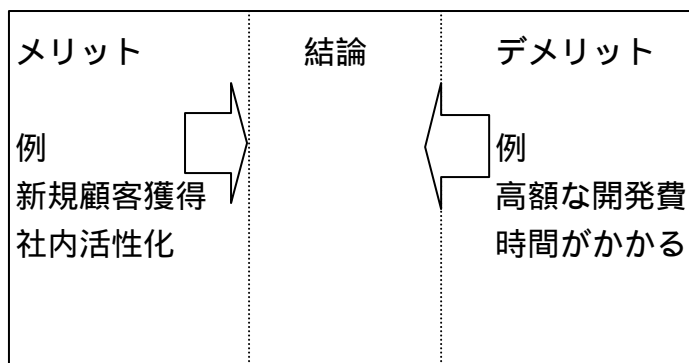 メリット
例
新規顧客獲得
社内活性化
結論
デメリット
例
高額な開発費
時間がかかる